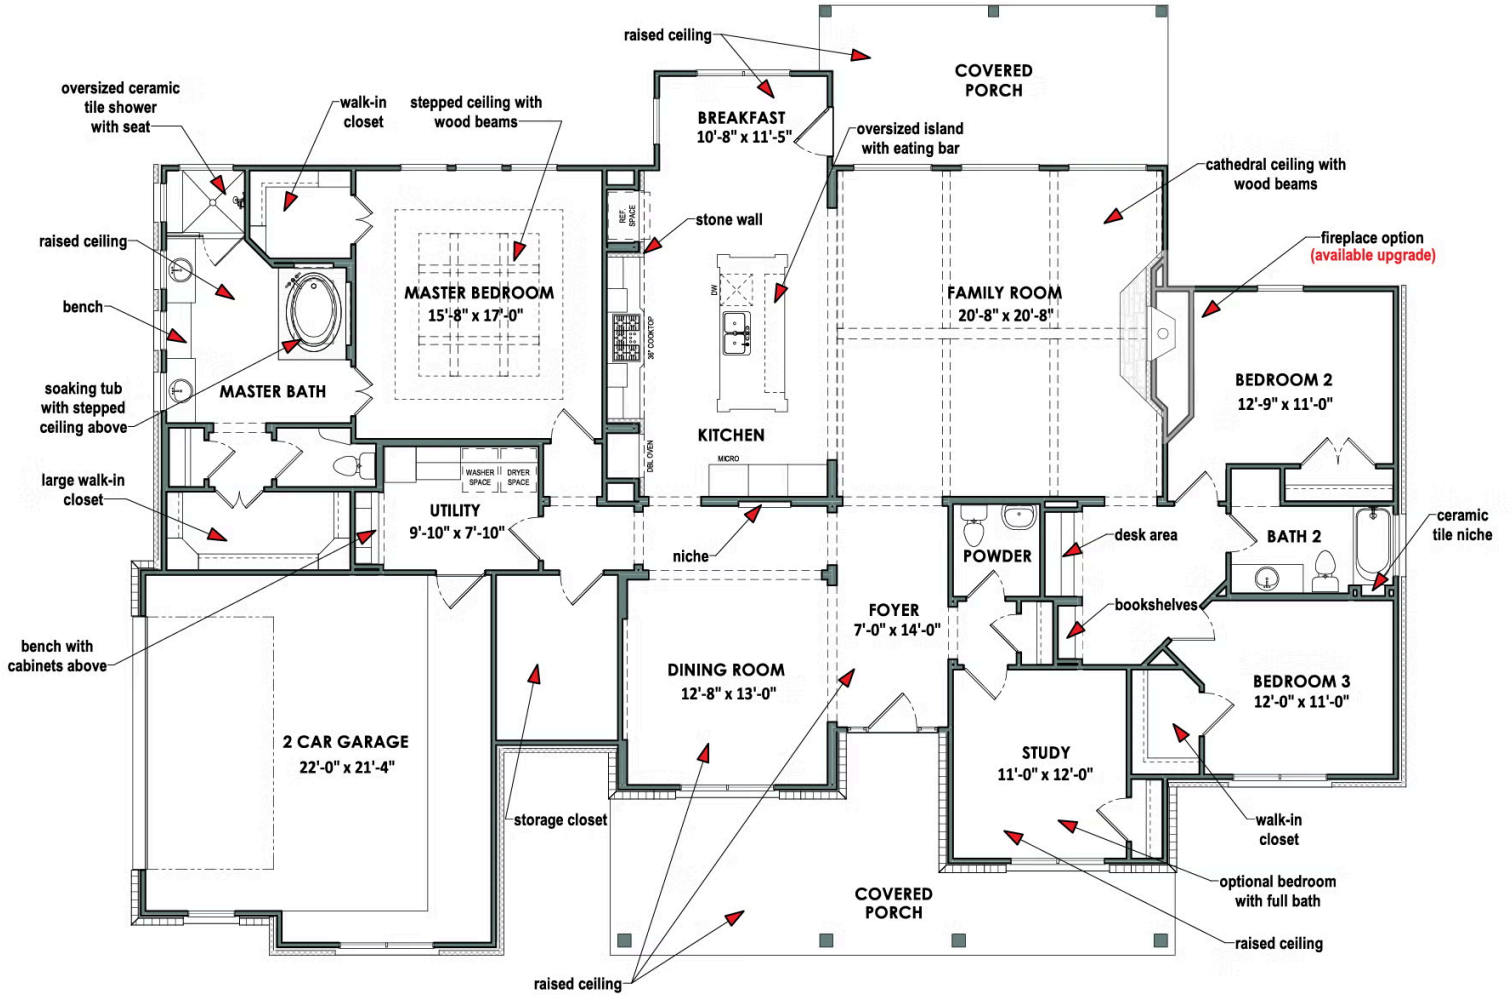 raised ceiling
COVERED
PORCH
oversized ceramic
tile shower
with seat
walk-in
closet
stepped ceiling with
wood beams
BREAKFAST
10'-8" x 11'-5"
oversized island
with eating bar
cathedral ceiling with
wood beams
REF.
SPACE
stone wall
raised ceiling
fireplace option
(available upgrade)
bench
MASTER BEDROOM
15'-8" x 17'-0"
DW
FAMILY ROOM
20'-8" x 20'-8"
36" COOKTOP
soaking tub
with stepped
ceiling above
MASTER BATH
BEDROOM 2
12'-9" x 11'-0"
KITCHEN
DBL OVEN
MICRO
large walk-in
closet
WASHER
SPACE
DRYER
SPACE
UTILITY
9'-10" x 7'-10"
niche
POWDER
desk area
BATH 2
ceramic
tile niche
bookshelves
FOYER
7'-0" x 14'-0"
bench with
cabinets above
DINING ROOM
12'-8" x 13'-0"
BEDROOM 3
12'-0" x 11'-0"
2 CAR GARAGE
22'-0" x 21'-4"
STUDY
11'-0" x 12'-0"
storage closet
walk-in
closet
COVERED
PORCH
optional bedroom
with full bath
raised ceiling
raised ceiling